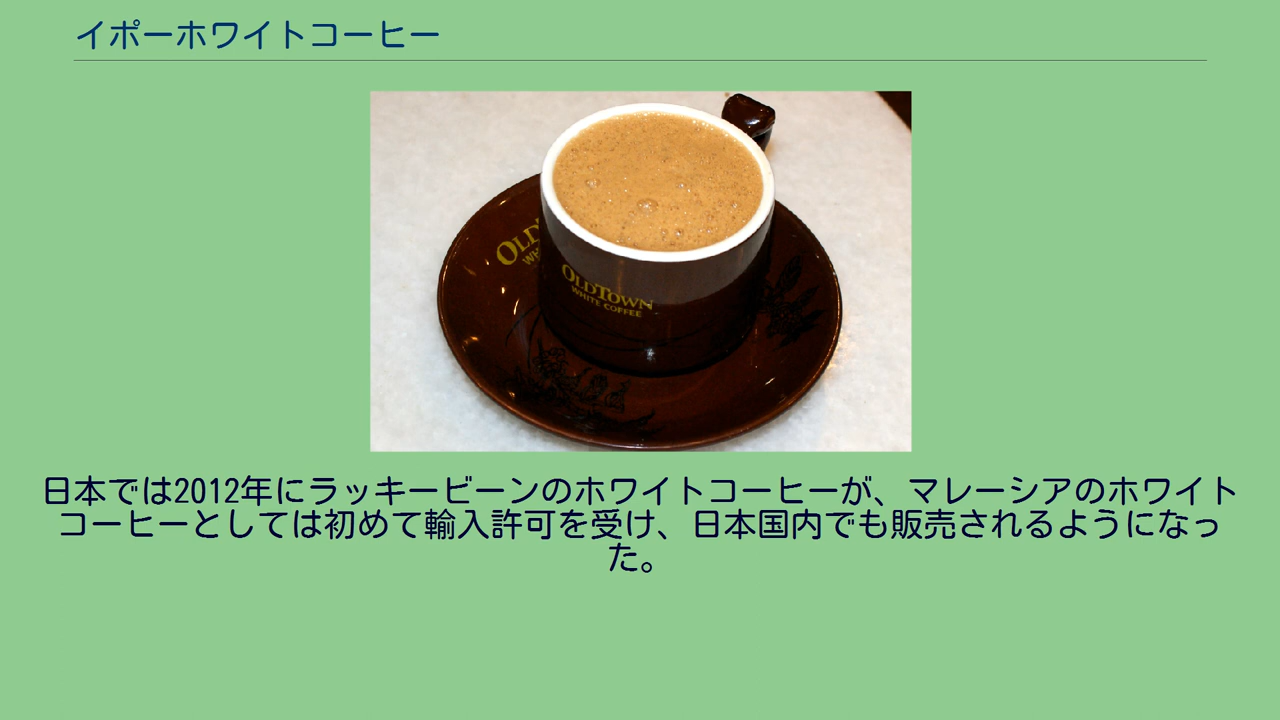 イポーホワイトコーヒー
OLDTOWN
WHITE COFFEE
日本では2012年にラッキービーンのホワイトコーヒーが、マレーシアのホワイト
コーヒーとしては初めて輸入許可を受け、日本国内でも販売されるようになっ
た。